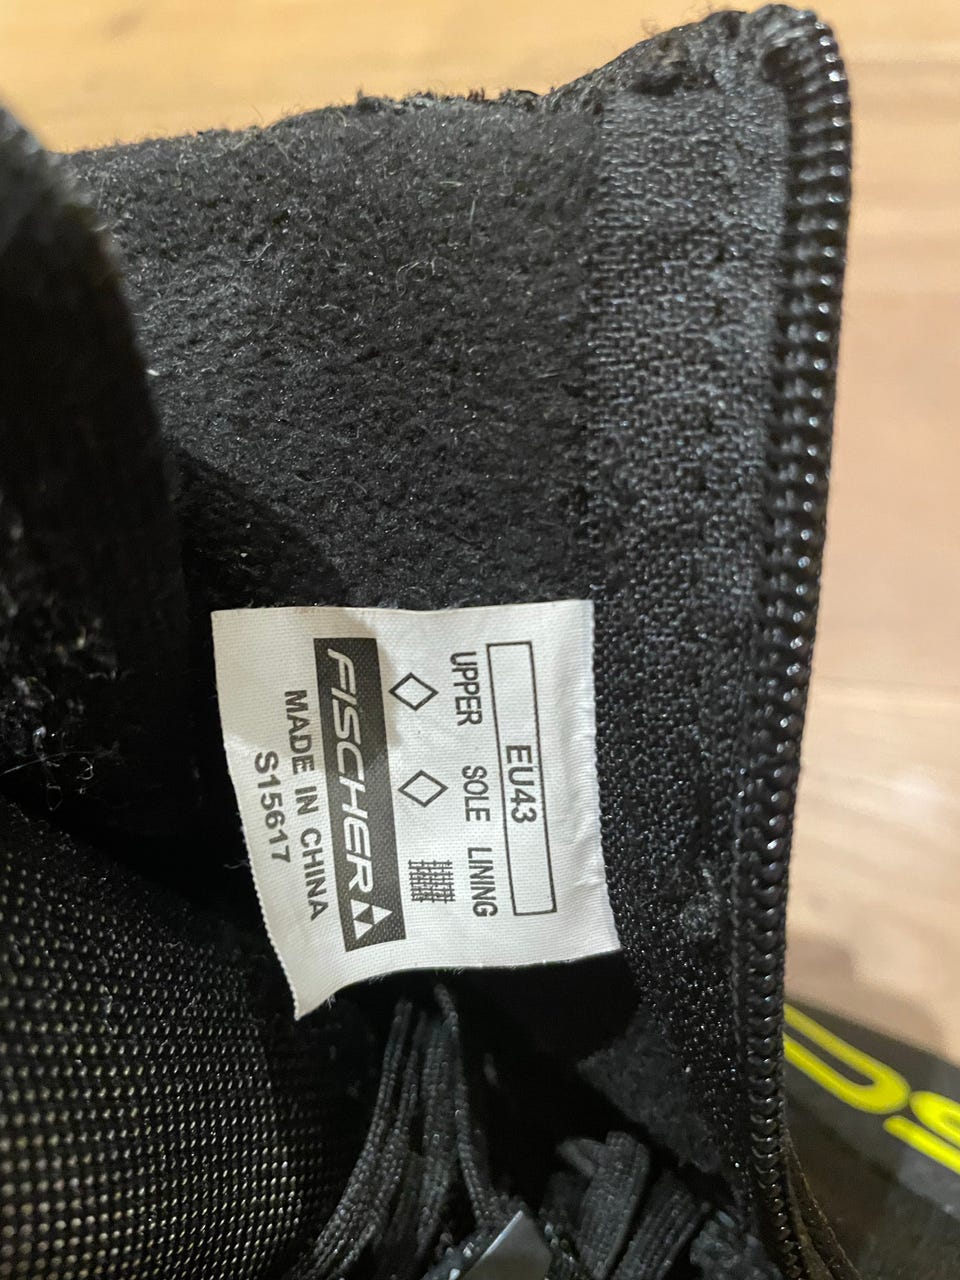 EU43
UPPER SOLE LINING
FISCHER
MADE IN CHINA
S15617